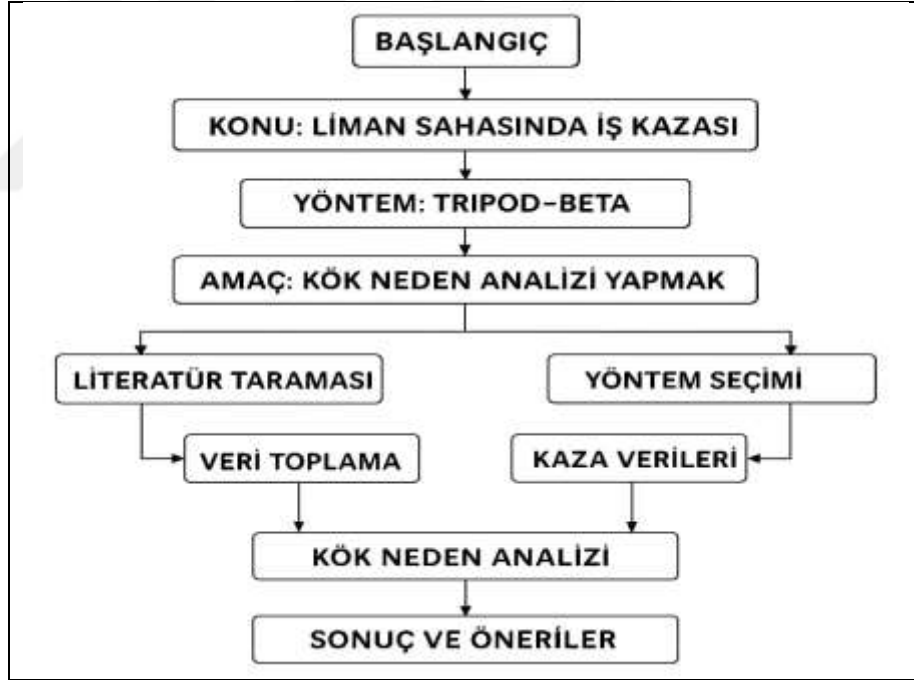 BAŞLANGIÇ
KONU: LİMAN SAHASINDA İŞ KAZASI
YÖNTEM: TRIPOD-BETA
AMAÇ: KÖK NEDEN ANALİZİ YAPMAK
LİTERATÜR TARAMASI
YÖNTEM SEÇİMİ
VERİ TOPLAMA
KAZA VERİLERİ
KÖK NEDEN ANALİZİ
SONUÇ VE ÖNERİLER